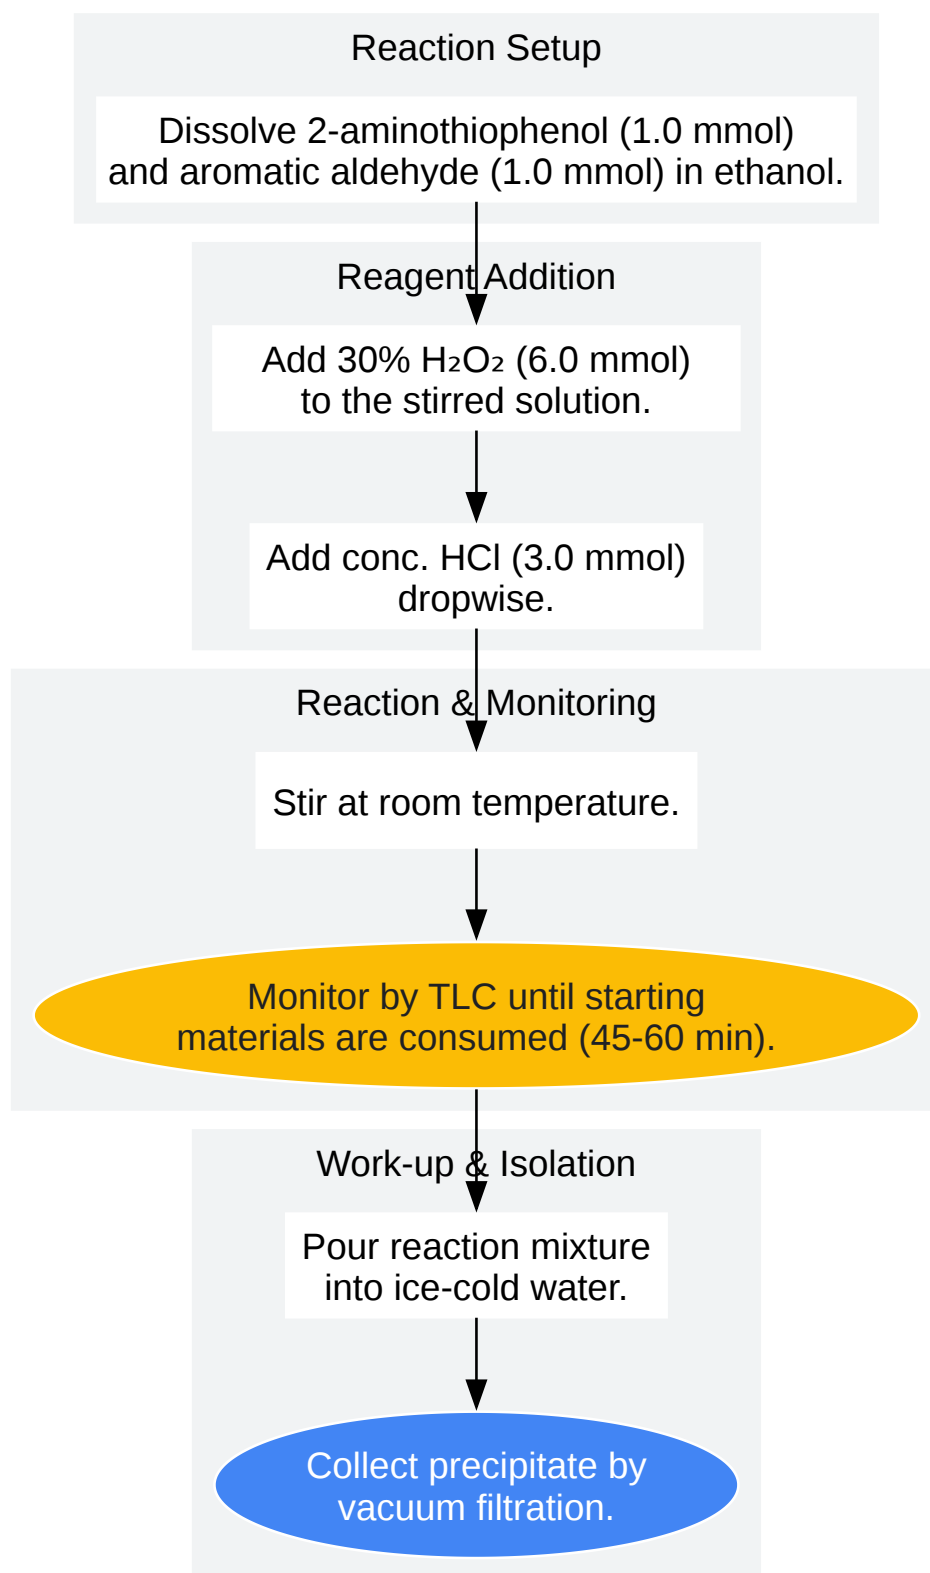 Reaction Setup
Dissolve 2-aminothiophenol (1.0 mmol)
and aromatic aldehyde (1.0 mmol) in ethanol.
Reagent Addition
Add 30% H₂O₂ (6.0 mmol)
to the stirred solution.
Add conc. HCl (3.0 mmol)
dropwise.
Reaction & Monitoring
Stir at room temperature.
Monitor by TLC until starting
materials are consumed (45-60 min).
Work-up & Isolation
Pour reaction mixture
into ice-cold water.
Collect precipitate by
vacuum filtration.